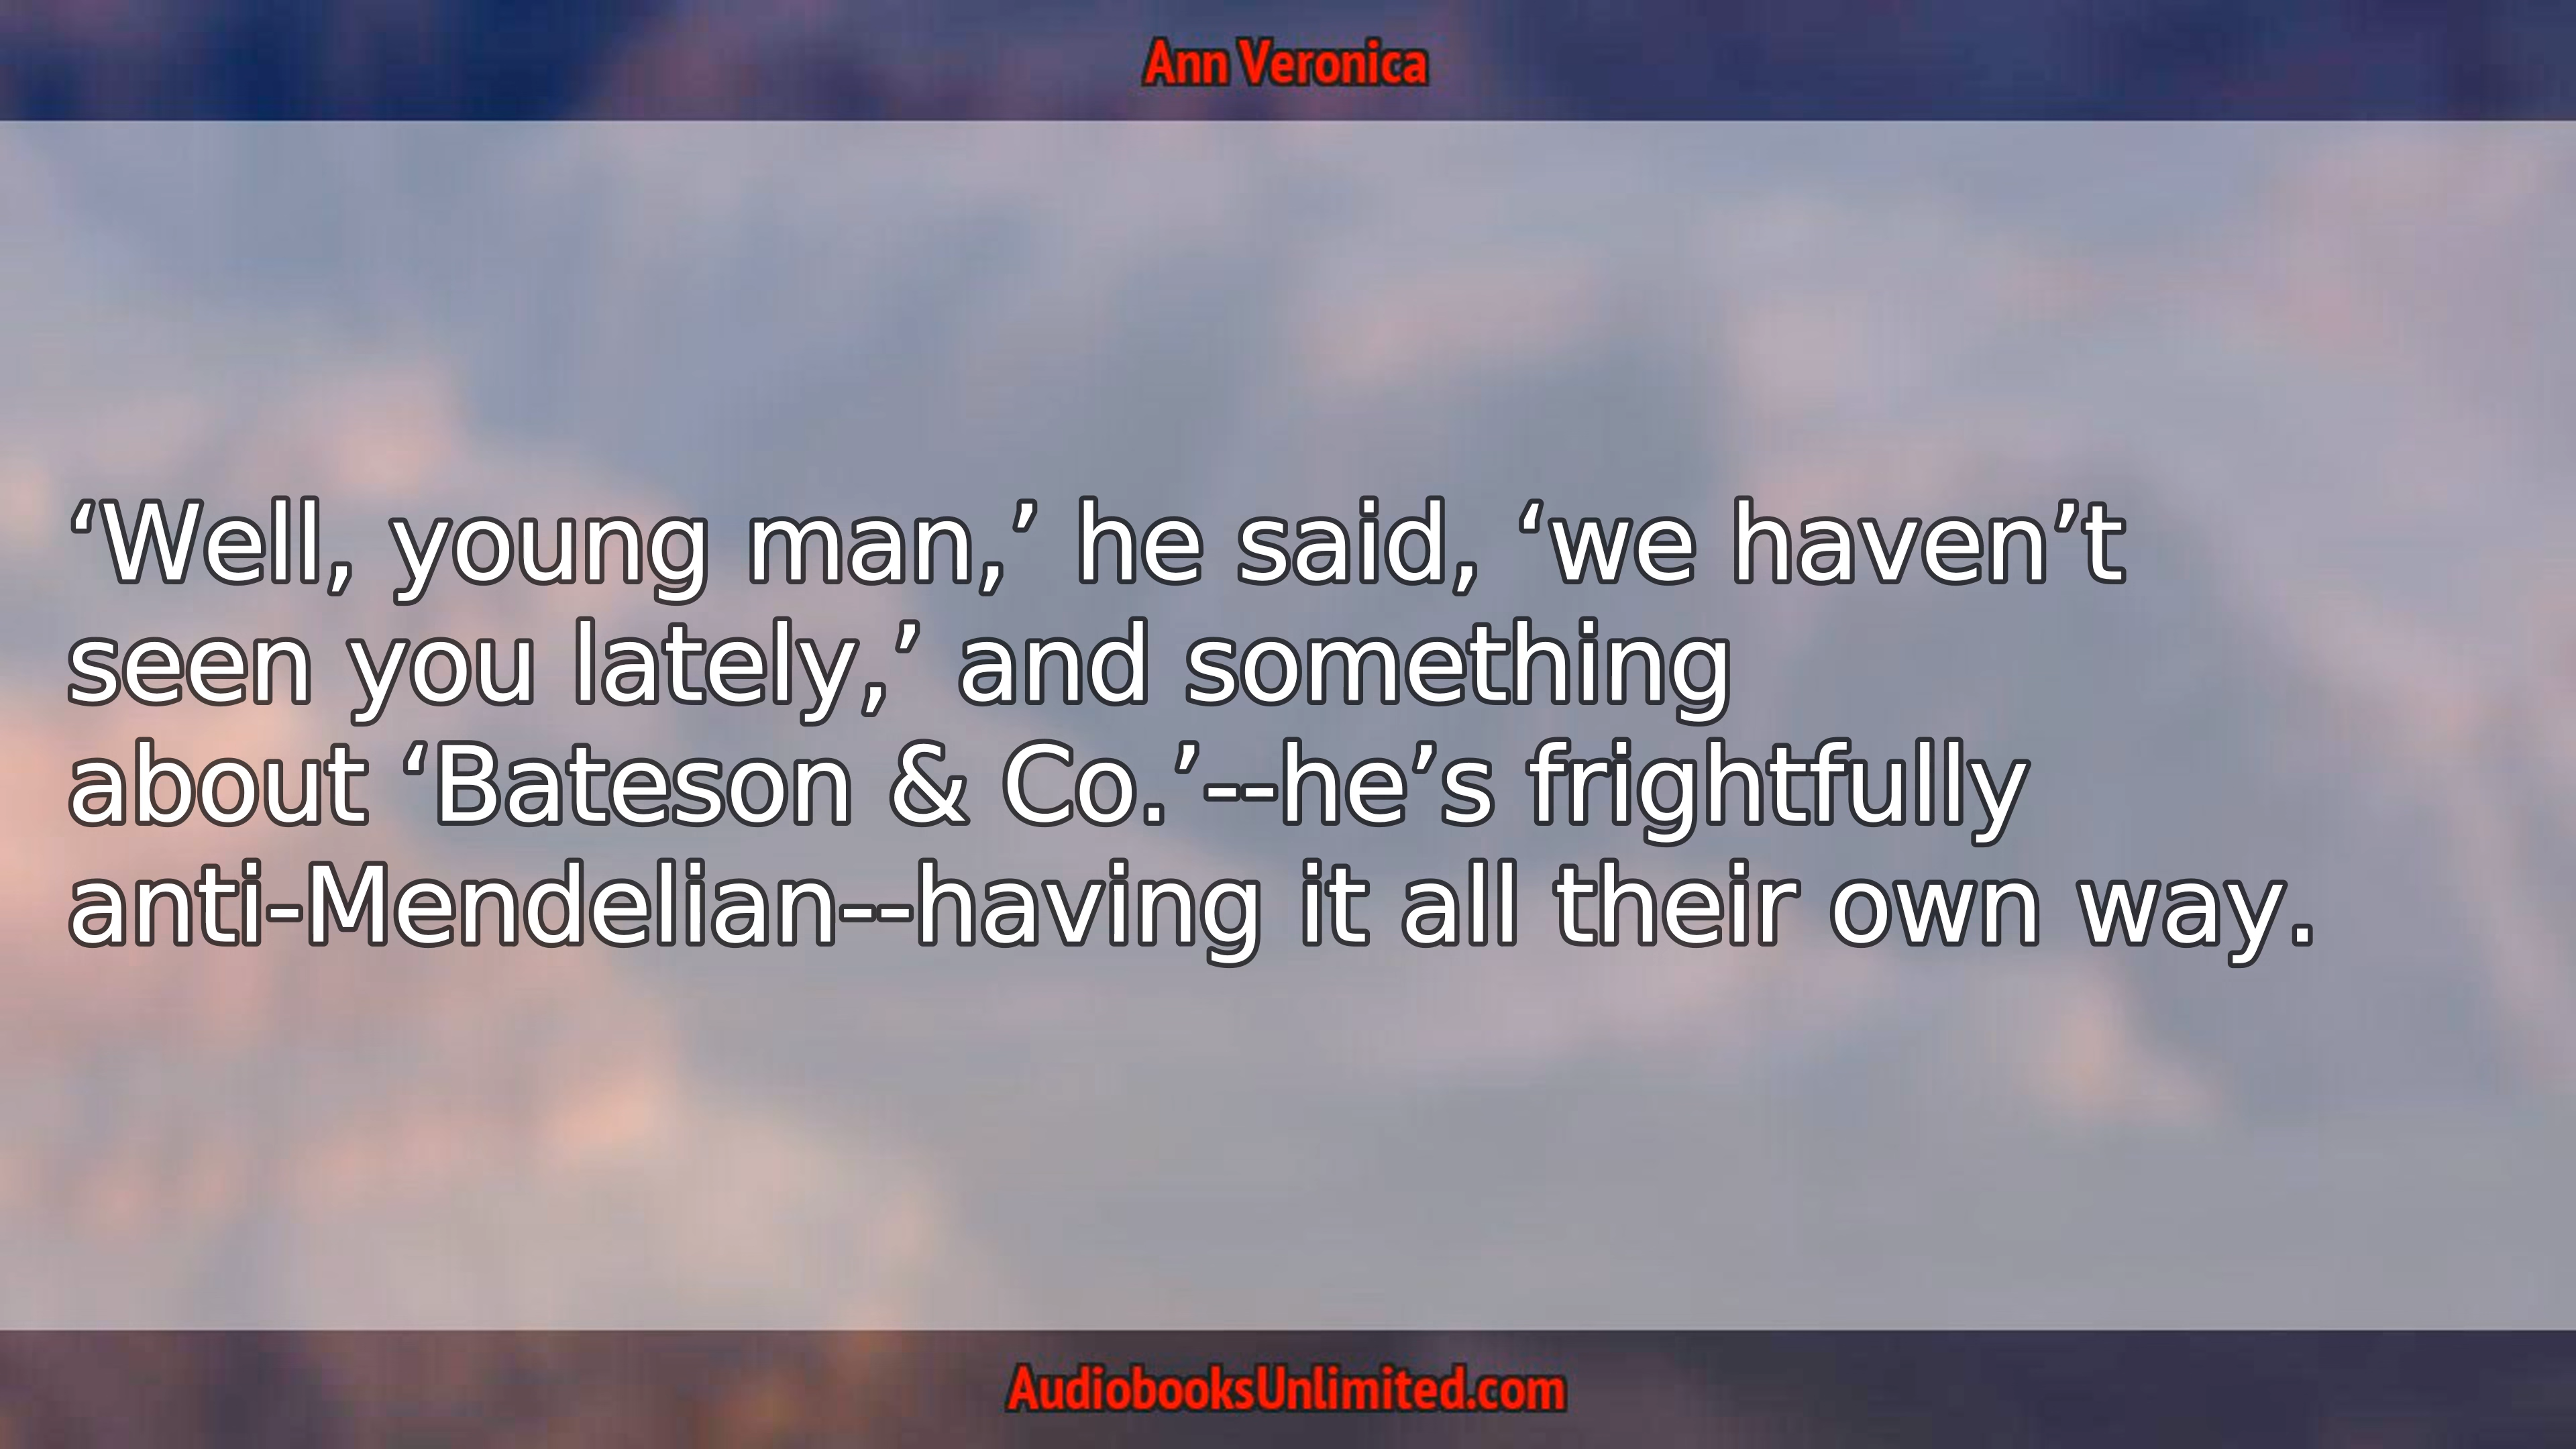 Ann Veronica
‘Well, young man,’ he said, ‘we haven’t
seen you lately,’ and something
about ‘Bateson & Co.’--he’s frightfully
anti-Mendelian--having it all their own way.
AudiobooksUnlimited.com